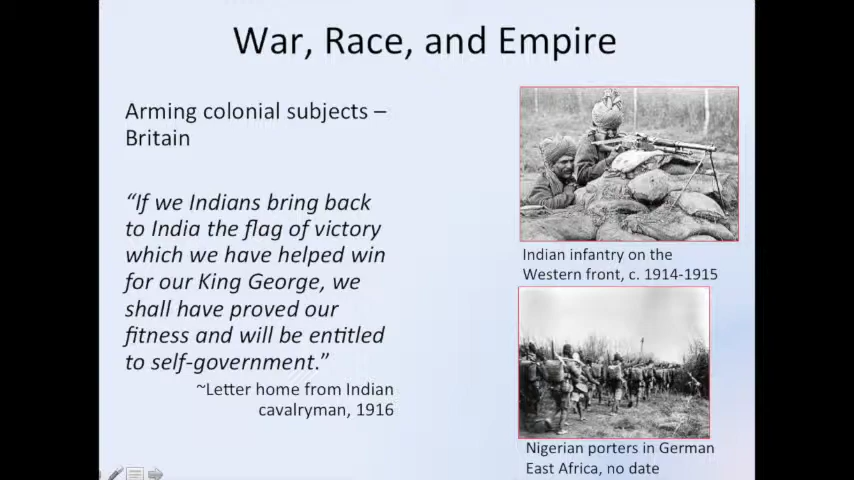 War, Race, and Empire
Arming colonial subjects –
Britain
“If we Indians bring back
to India the flag of victory
which we have helped win
for our King George, we
shall have proved our
fitness and will be entitled
to self-government.”
~Letter home from Indian
cavalryman, 1916
Indian infantry on the
Western front, c. 1914-1915
Nigerian porters in German
East Africa, no date